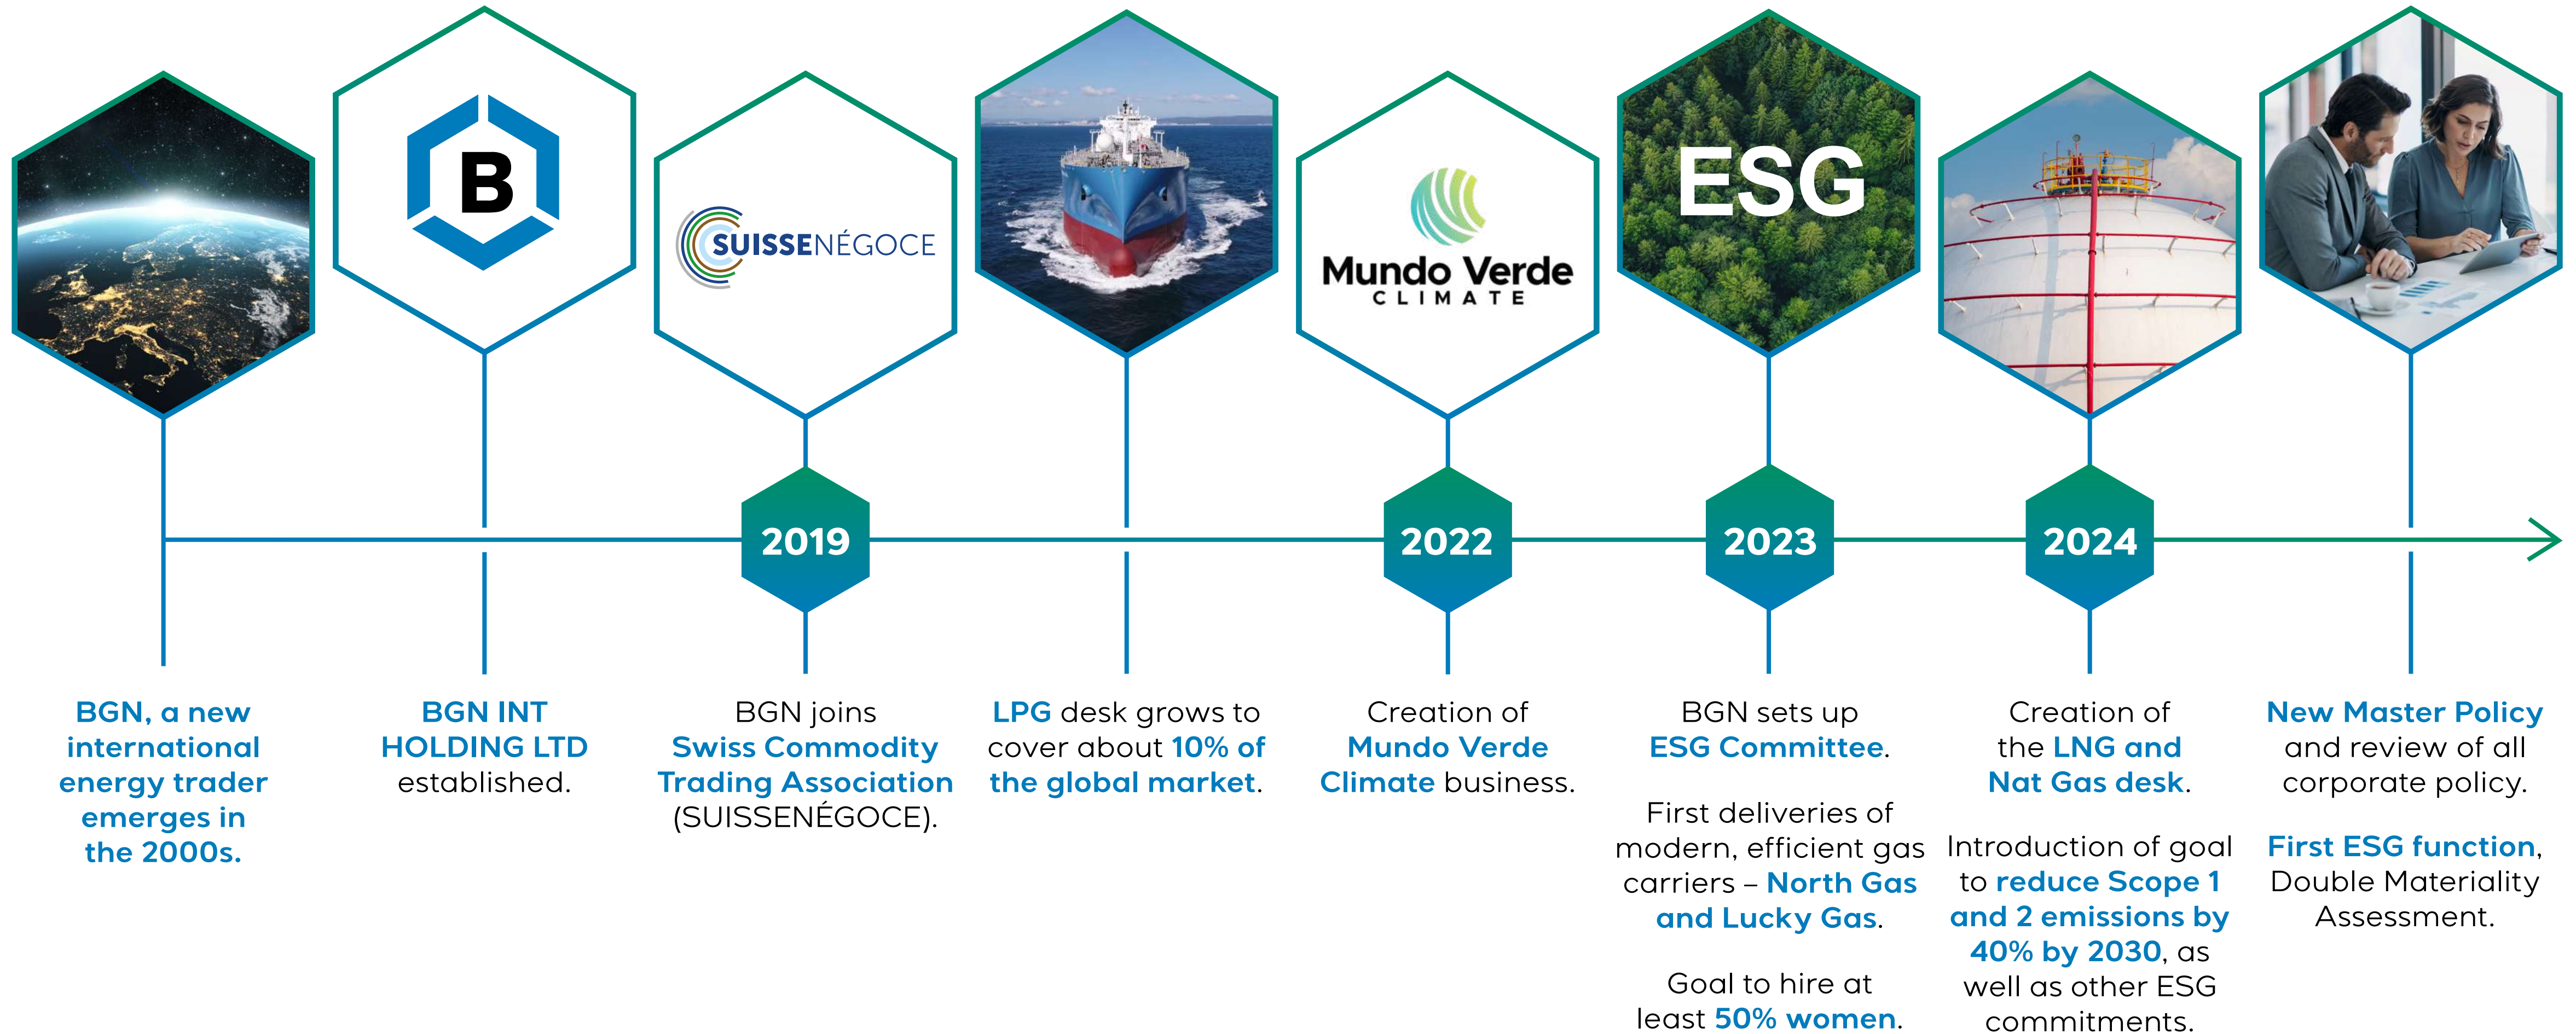 B
SUISSENÉGOCE
Mundo Verde
CLIMATE
ESG
2019
2022
2023
2024
BGN, a new
international
energy trader
emerges in
the 2000s.
BGN INT
HOLDING LTD
established.
BGN joins
Swiss Commodity
Trading Association
(SUISSENÉGOCE).
LPG desk grows to
cover about 10% of
the global market.
Creation of
Mundo Verde
Climate business.
BGN sets up
ESG Committee.
First deliveries of
modern, efficient gas
carriers – North Gas
and Lucky Gas.
Goal to hire at
least 50% women.
Creation of
the LNG and
Nat Gas desk.
Introduction of goal
to reduce Scope 1
and 2 emissions by
40% by 2030, as
well as other ESG
commitments.
New Master Policy
and review of all
corporate policy.
First ESG function,
Double Materiality
Assessment.